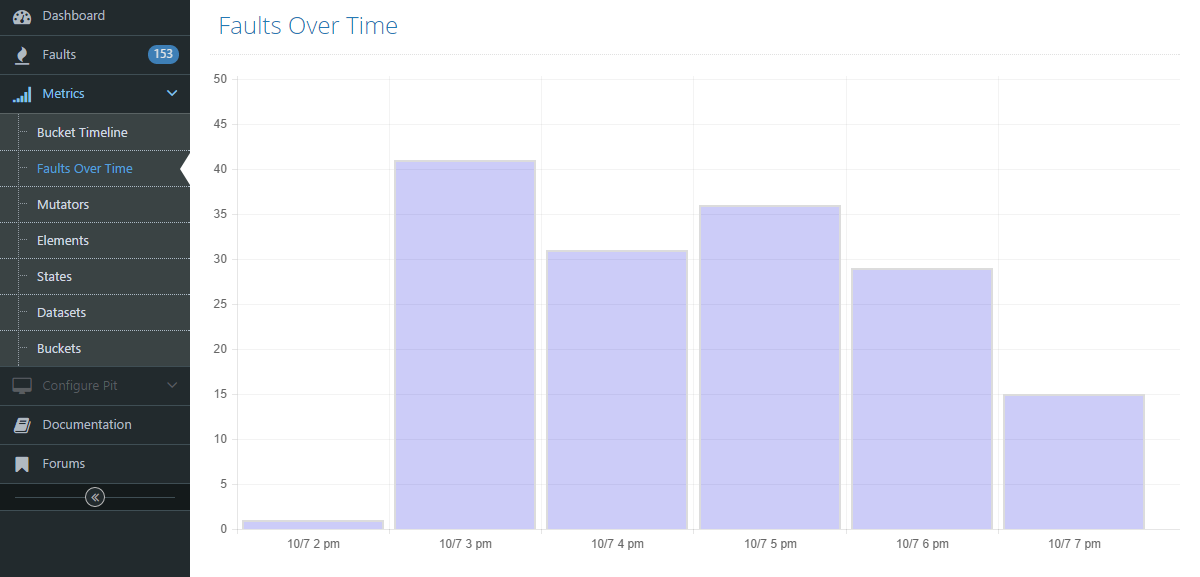 Dashboard
Faults 153
Metrics
Bucket Timeline
Faults Over Time
Mutators
Elements
States
Datasets
Buckets
Configure Pit
Documentation
Forums
Faults Over Time
50
45
40
35
30
25
20
15
10
5
0
10/7 2 pm 10/7 3 pm 10/7 4 pm 10/7 5 pm 10/7 6 pm 10/7 7 pm